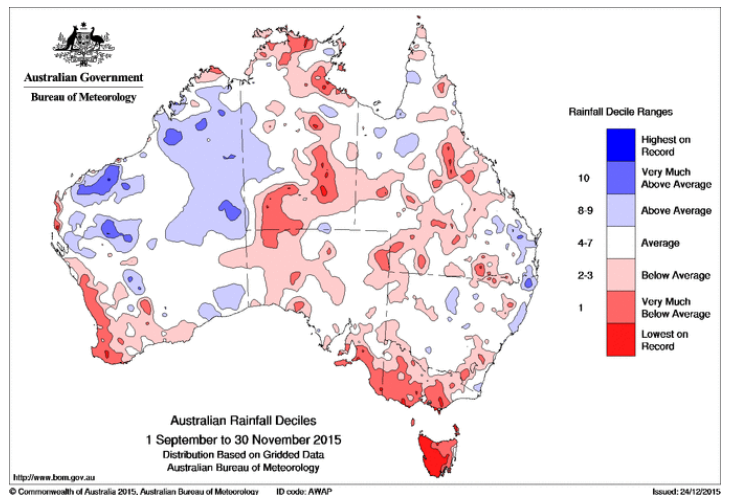 Australian Government
Bureau of Meteorology
Rainfall Decile Ranges
Highest on
Record
10
Very Much
Above Average
8-9
Above Average
4-7
Average
2-3
Below Average
1
Very Much
Below Average
Lowest on
Record
Australian Rainfall Deciles
1 September to 30 November 2015
Distribution Based on Gridded Data
Australian Bureau of Meteorology
http://www.bom.gov.au
© Commonwealth of Australia 2015, Australian Bureau of Meteorology
ID code: AWAP
Issued: 24/12/2015